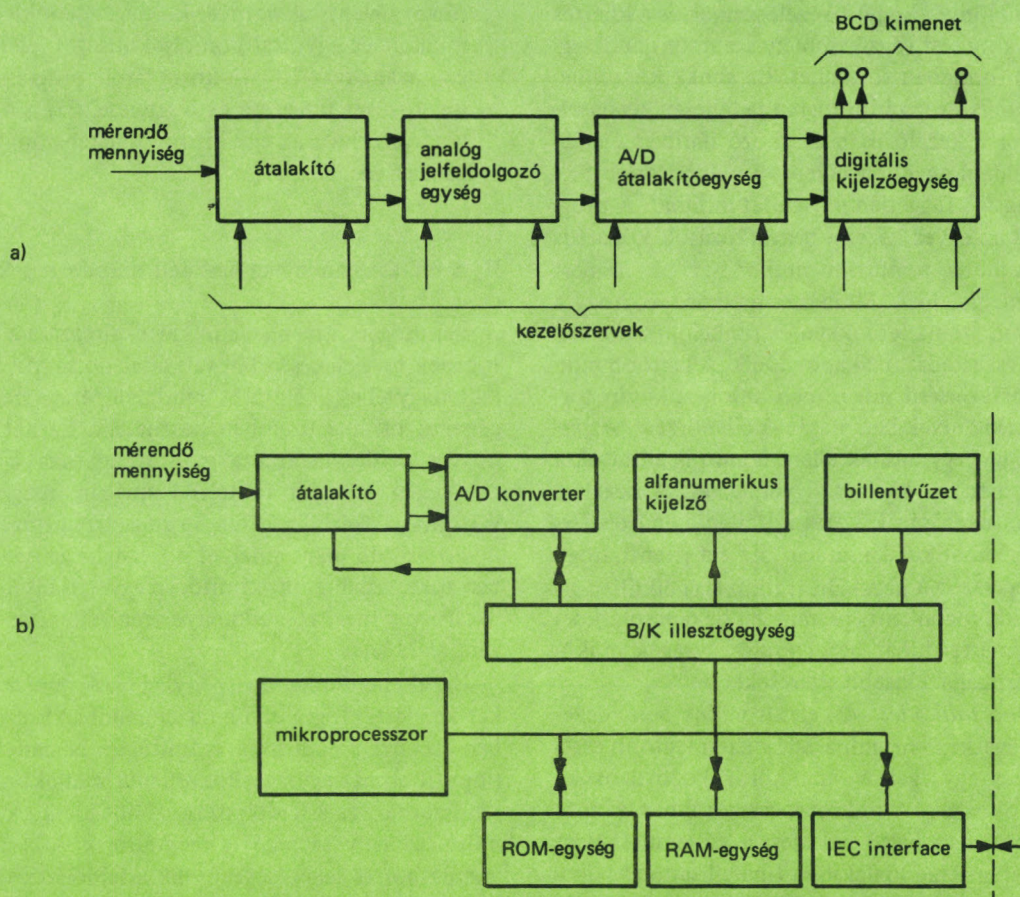 BCD kimenet
mérendő
mennyiség
átalakító
analóg
jelfeldolgozó
egység
A/D
átalakítóegység
digitális
kijelzőegység
a)
kezelőszervek
mérendő
mennyiség
átalakító
A/D konverter
alfanumerikus
kijelző
billentyűzet
b)
B/K illesztőegység
mikroprocesszor
ROM-egység
RAM-egység
IEC interface